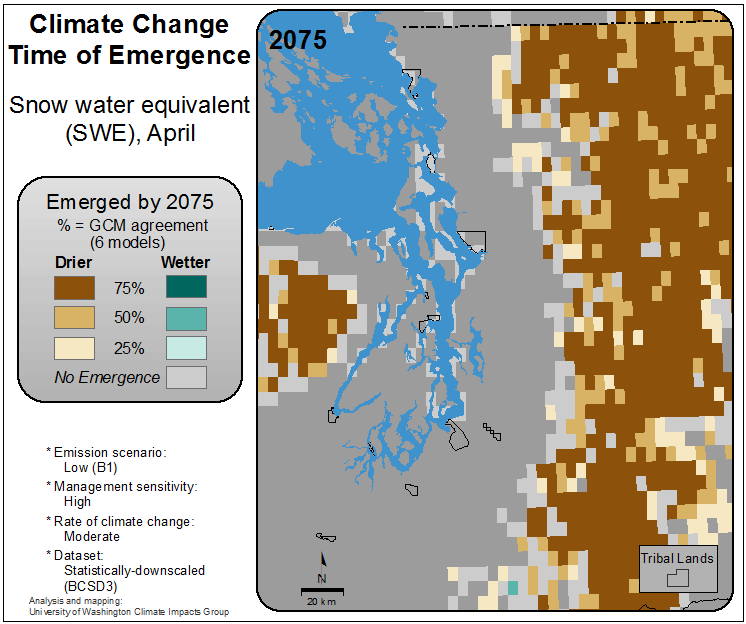 Climate Change
Time of Emergence
Snow water equivalent
(SWE), April
Emerged by 2075
% = GCM agreement
(6 models)
Drier Wetter
75%
50%
25%
No Emergence
* Emission scenario:
Low (B1)
* Management sensitivity:
High
* Rate of climate change:
Moderate
* Dataset:
Statistically-downscaled
(BCSD3)
Analysis and mapping:
University of Washington Climate Impacts Group
2075
N
20 km
Tribal Lands